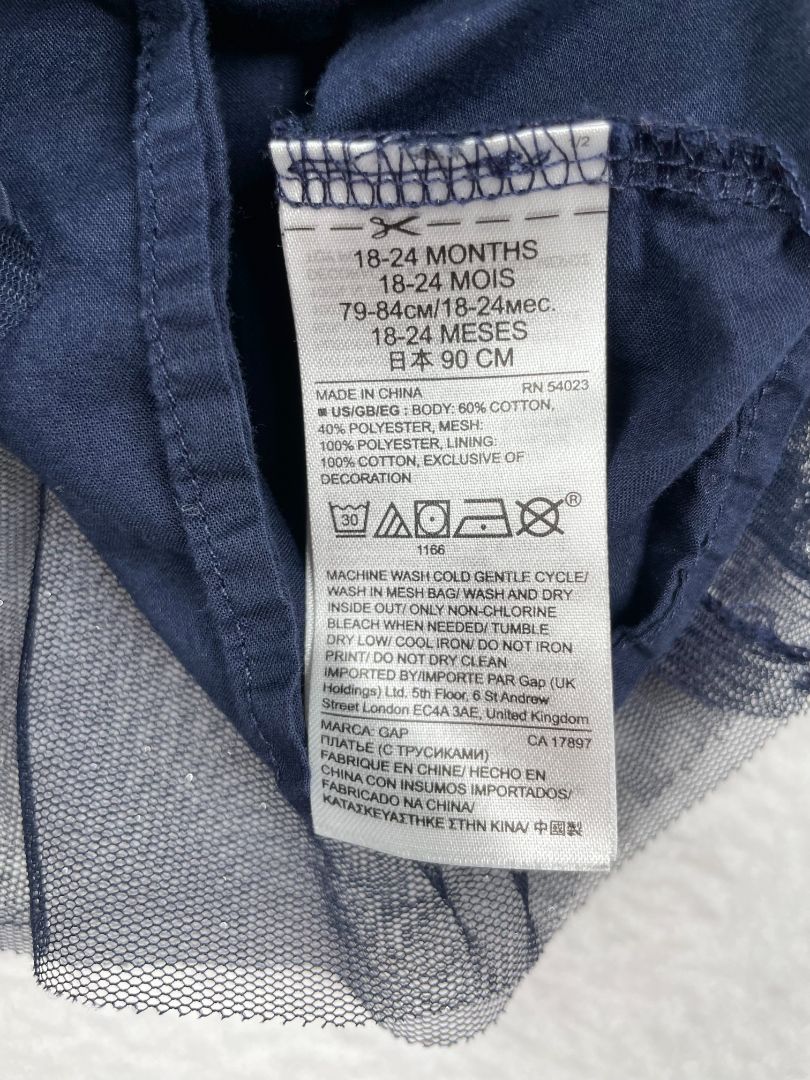 1/2
18-24 MONTHS
18-24 MOIS
79-84см/18-24мес.
18-24 MESES
日本 90 CM
MADE IN CHINA RN 54023
US/GB/EG : BODY: 60% COTTON,
40% POLYESTER, MESH:
100% POLYESTER, LINING:
100% COTTON, EXCLUSIVE OF
DECORATION
30
®
1166
MACHINE WASH COLD GENTLE CYCLE/
WASH IN MESH BAG/ WASH AND DRY
INSIDE OUT/ ONLY NON-CHLORINE
BLEACH WHEN NEEDED/ TUMBLE
DRY LOW/ COOL IRON/ DO NOT IRON
PRINT/ DO NOT DRY CLEAN
IMPORTED BY/IMPORTE PAR Gap (UK
Holdings) Ltd. 5th Floor, 6 St Andrew
Street London EC4A 3AE, United Kingdom
MARCA: GAP CA 17897
ПЛАТЬЕ (С ТРУСИКАМИ)
FABRIQUE EN CHINE/ HECHO EN
CHINA CON INSUMOS IMPORTADOS/
FABRICADO NA CHINA/
ΚΑΤΑΣΚΕΥΑΣΤΗΚΕ ΣΤΗΝ ΚΙΝΑ/ 中國製